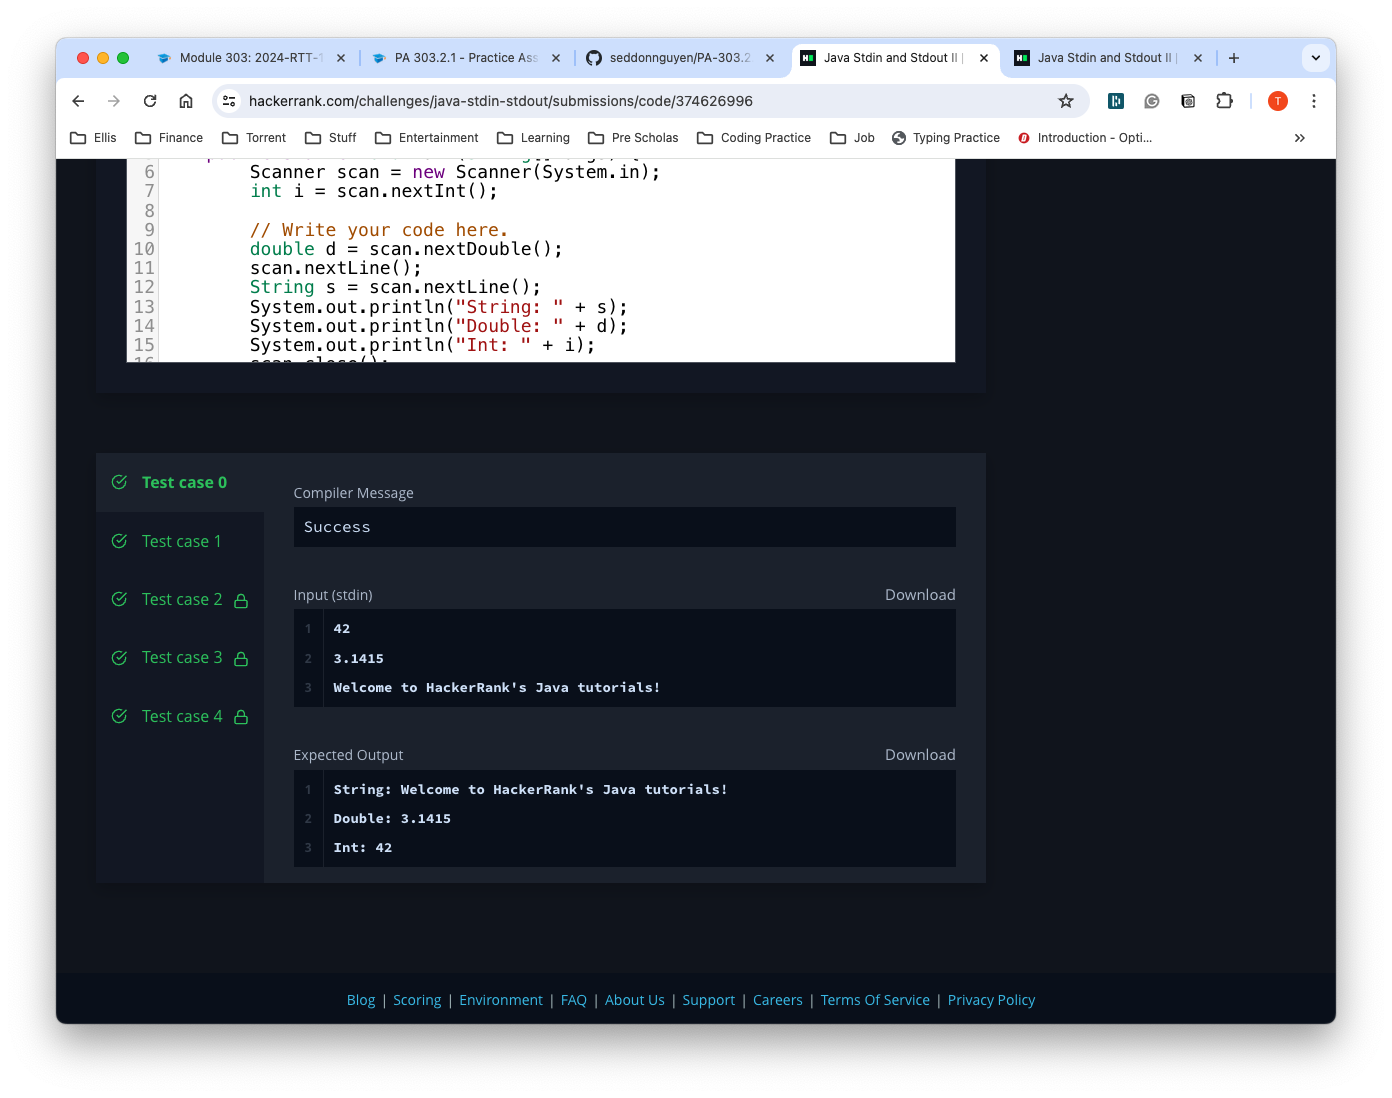 Module 303: 2024-RTT-1
PA 303.2.1 - Practice Ass
seddonnguyen/PA-303.2
Java Stdin and Stdout II |
Java Stdin and Stdout II |
hackerrank.com/challenges/java-stdin-stdout/submissions/code/374626996
T
Ellis
Finance
Torrent
Stuff
Entertainment
Learning
Pre Scholas
Coding Practice
Job
Typing Practice
Introduction - Opti...
6 Scanner scan = new Scanner(System.in);
7 int i = scan.nextInt();
8
9 // Write your code here.
10 double d = scan.nextDouble();
11 scan.nextLine();
12 String s = scan.nextLine();
13 System.out.println("String: " + s);
14 System.out.println("Double: " + d);
15 System.out.println("Int: " + i);
16 scan.close();
Test case 0
Test case 1
Test case 2
Test case 3
Test case 4
Compiler Message
Success
Input (stdin)
Download
1 42
2 3.1415
3 Welcome to HackerRank's Java tutorials!
Expected Output
Download
1 String: Welcome to HackerRank's Java tutorials!
2 Double: 3.1415
3 Int: 42
Blog | Scoring | Environment | FAQ | About Us | Support | Careers | Terms Of Service | Privacy Policy